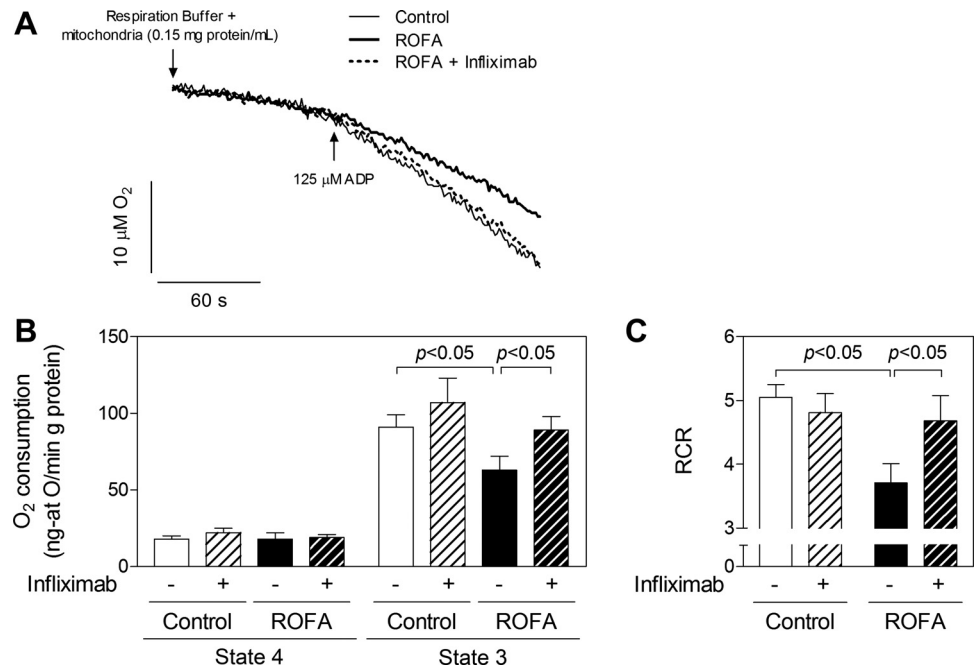 A
Respiration Buffer +
mitochondria (0.15 mg protein/mL)
Control
ROFA
ROFA + Infliximab
125 μM ADP
10 μM O₂
60 s
B
O₂ consumption
(ng-at O/min g protein)
150
100
50
0
p<0.05
p<0.05
Infliximab
-
+
-
+
-
+
-
+
Control
ROFA
Control
ROFA
State 4
State 3
C
RCR
6
5
4
3
0
p<0.05
p<0.05
Infliximab
-
+
-
+
Control
ROFA